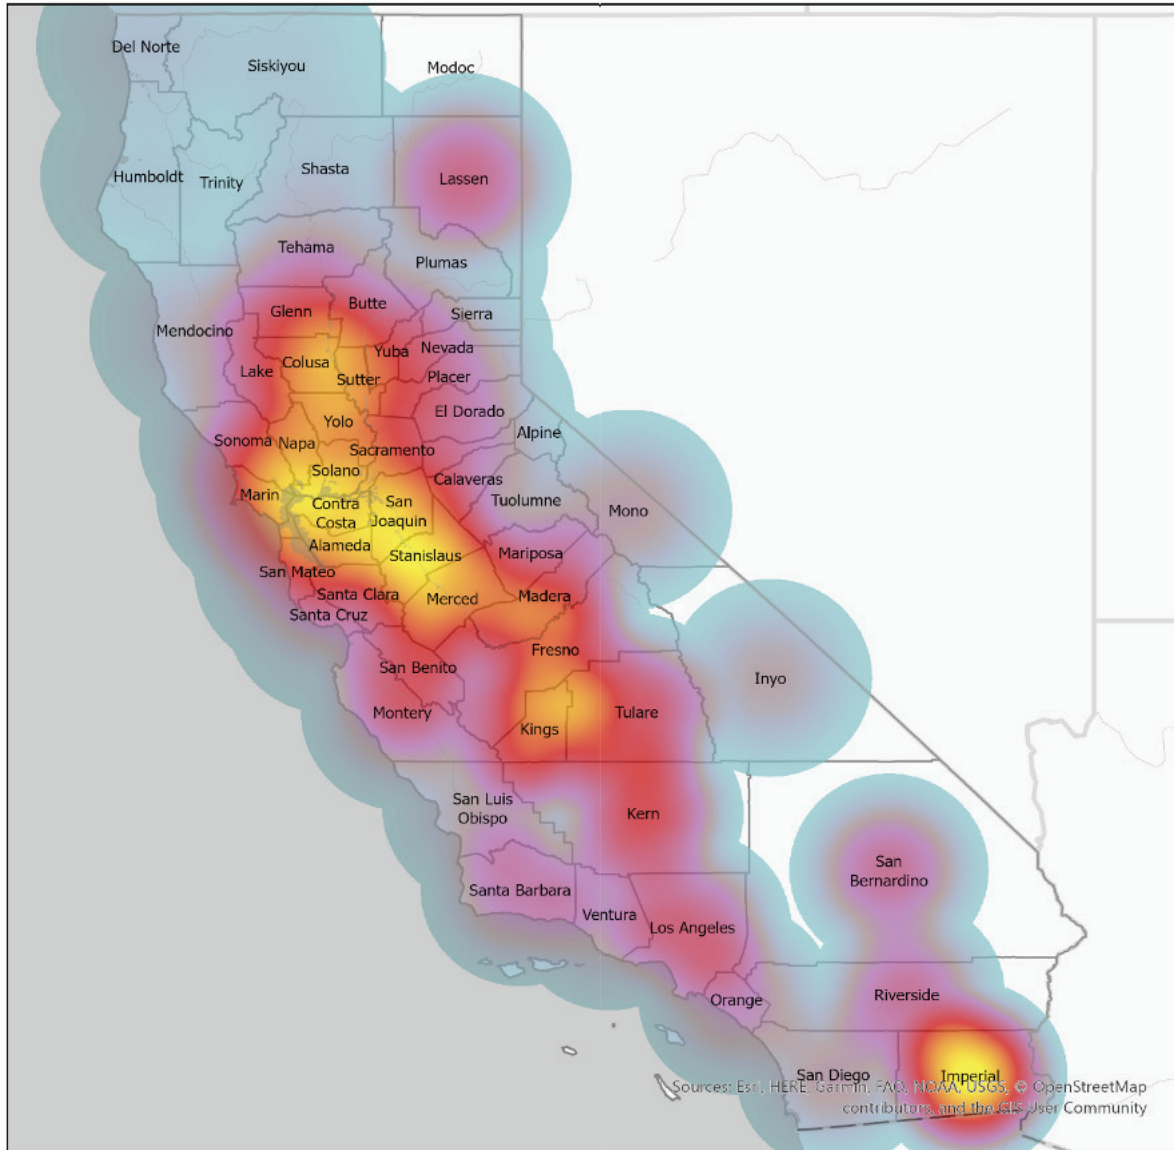 Del Norte
Siskiyou
Modoc
Humboldt
Trinity
Shasta
Lassen
Tehama
Plumas
Mendocino
Glenn
Butte
Sierra
Lake
Colusa
Yuba
Nevada
Sutter
Placer
Sonoma
Napa
Yolo
El Dorado
Alpine
Sacramento
Solano
Calaveras
Marin
Contra
Costa
San
Joaquin
Tuolumne
Mono
Alameda
Stanislaus
Mariposa
San Mateo
Santa Clara
Merced
Madera
Santa Cruz
Fresno
San Benito
Inyo
Montery
Kings
Tulare
San Luis
Obispo
Kern
Santa Barbara
Ventura
Los Angeles
San
Bernardino
Orange
Riverside
San Diego
Imperial
Sources: Esri, HERE, Garmin, FAO, NOAA, USGS, © OpenStreetMap
contributors, and the GIS User Community